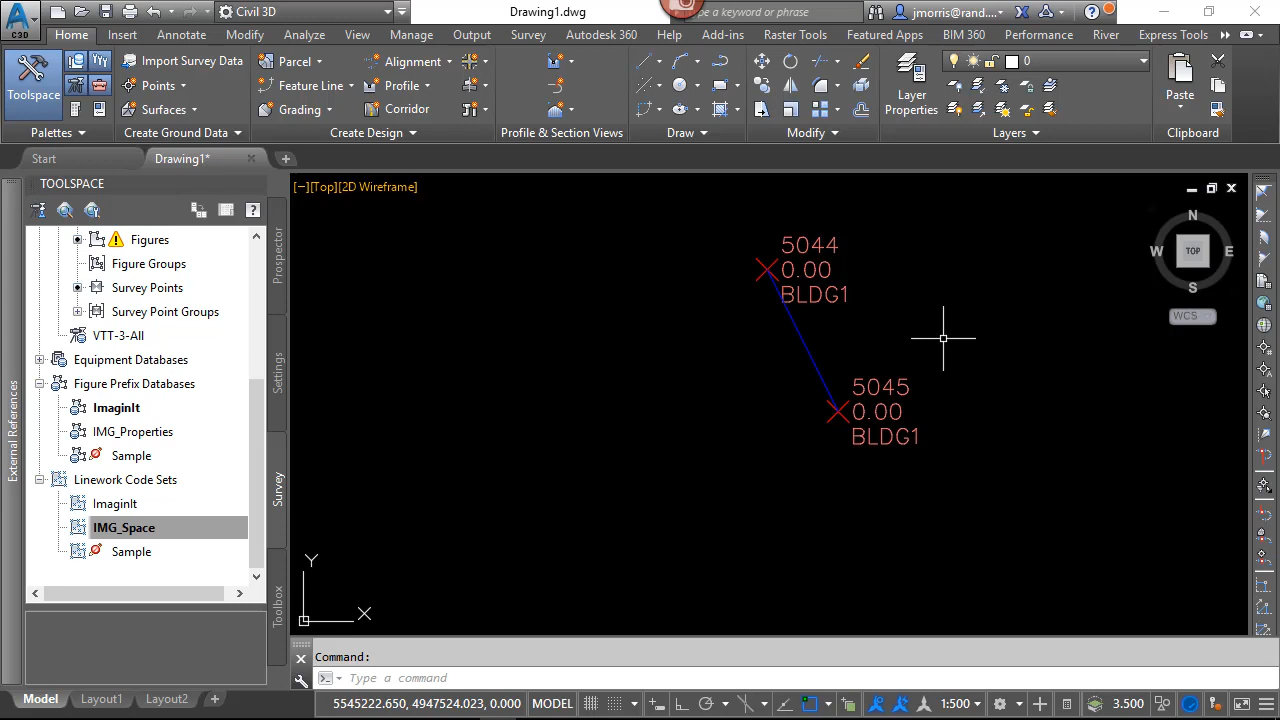 Civil 3D
Drawing1.dwg
pe a keyword or phrase
jmorris@rand....
C3D
Home
Insert
Annotate
Modify
Analyze
View
Manage
Output
Survey
Autodesk 360
Help
Add-ins
Raster Tools
Featured Apps
BIM 360
Performance
River
Express Tools
Toolspace
Import Survey Data
Points
Surfaces
Parcel
Feature Line
Grading
Alignment
Profile
Corridor
Layer
Properties
0
Paste
Palettes
Create Ground Data
Create Design
Profile & Section Views
Draw
Modify
Layers
Clipboard
Start
Drawing1*
TOOLSPACE
Figures
Figure Groups
Survey Points
Survey Point Groups
VTT-3-All
Equipment Databases
Figure Prefix Databases
ImaginIt
IMG_Properties
Sample
Linework Code Sets
ImaginIt
IMG_Space
Sample
External References
Prospector
Settings
Survey
Toolbox
[−][Top][2D Wireframe]
5044
0.00
BLDG1
5045
0.00
BLDG1
N
W
TOP
E
S
WCS
Y
X
Command:
Type a command
Model
Layout1
Layout2
5545222.650, 4947524.023, 0.000
MODEL
1:500
3.500